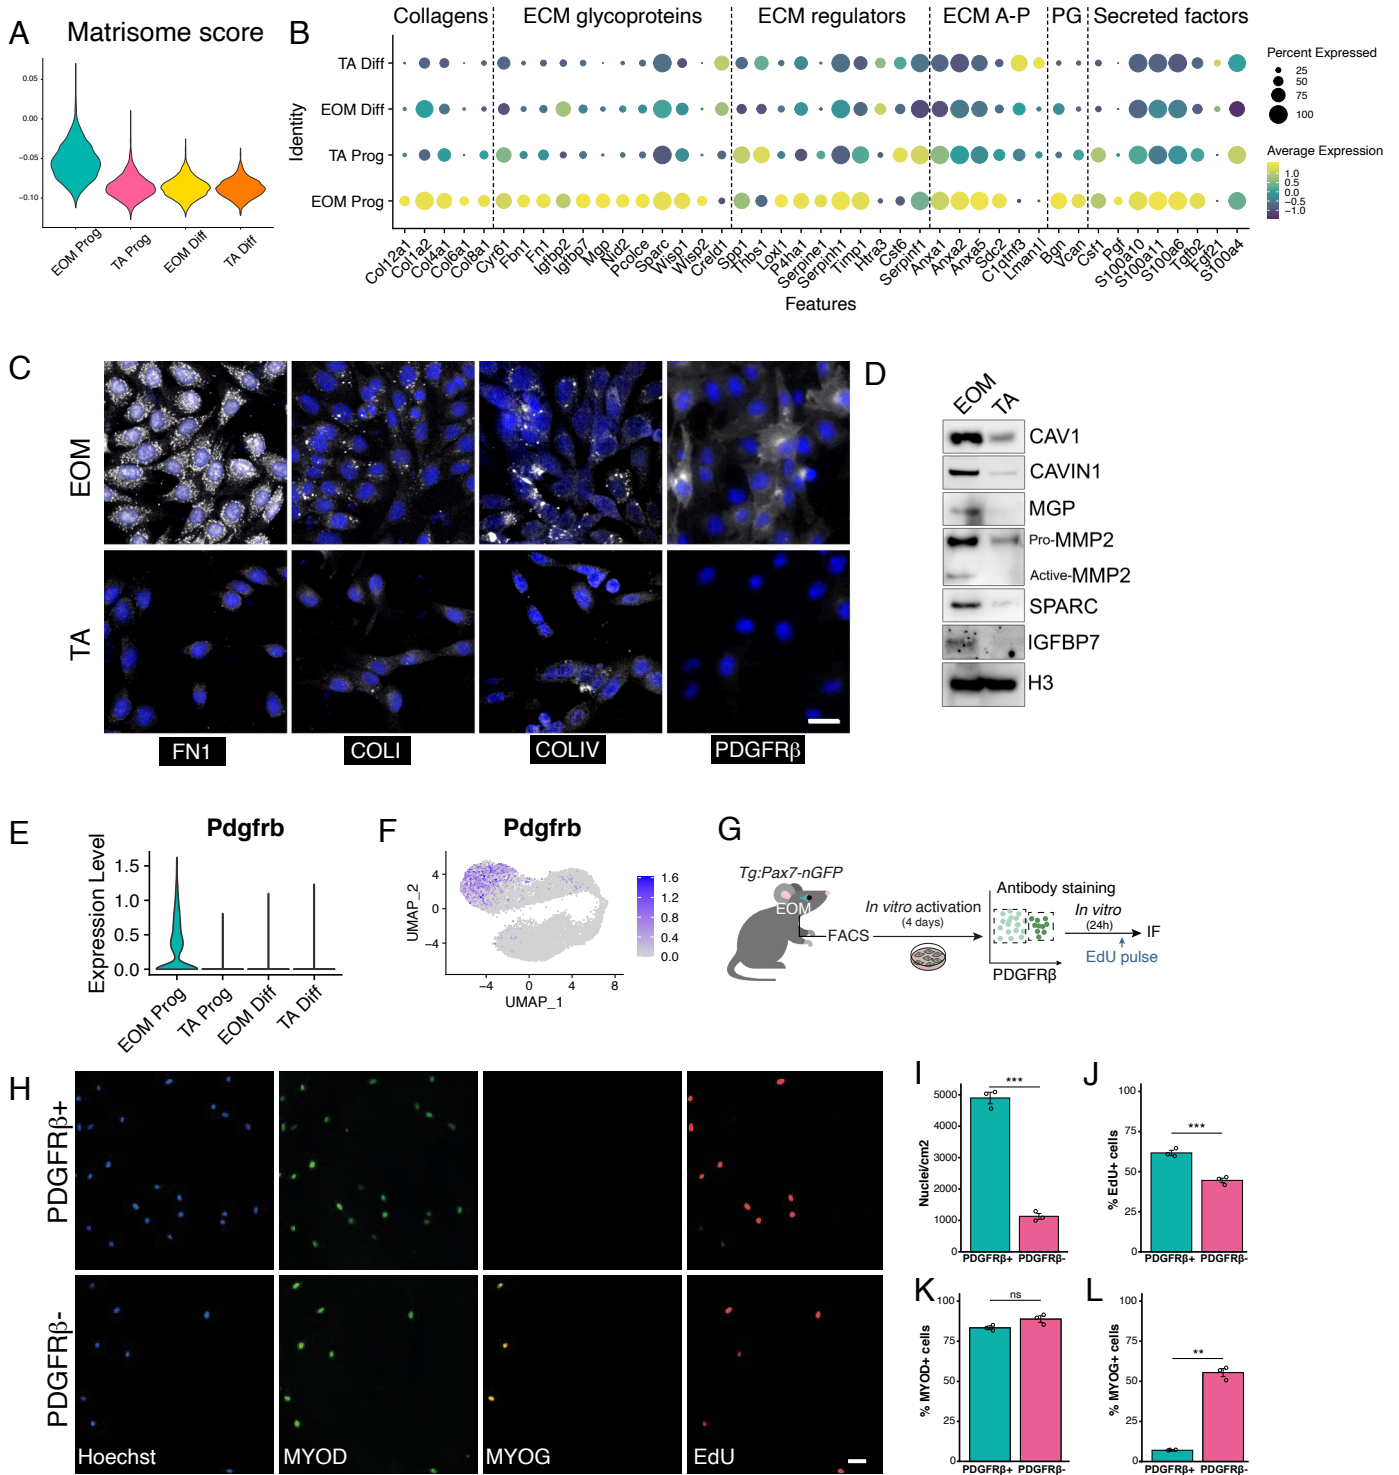 A
Matrisome score
0.05
0.00
−0.05
−0.10
EOM Prog
TA Prog
EOM Diff
TA Diff
B
Collagens
ECM glycoproteins
ECM regulators
ECM A-P
PG
Secreted factors
Identity
TA Diff
EOM Diff
TA Prog
EOM Prog
Col12a1
Col1a2
Col4a1
Col6a1
Col8a1
Cyr61
Fbn1
Fn1
Igfbp2
Igfbp7
Mgp
Nid2
Pcolce
Sparc
Wisp1
Wisp2
Creld1
Spp1
Thbs1
Loxl1
P4ha1
Serpine1
Serpinh1
Timp1
Htra3
Cst6
Serpinf1
Anxa1
Anxa2
Anxa5
Sdc2
C1qtnf3
Lman1l
Bgn
Vcan
Csf1
Pgf
S100a10
S100a11
S100a6
Tgfb2
Fgf21
S100a4
Features
Percent Expressed
25
50
75
100
Average Expression
1.0
0.5
0.0
−0.5
−1.0
C
EOM
TA
FN1
COLI
COLIV
PDGFRβ
D
EOM
TA
CAV1
CAVIN1
MGP
Pro-MMP2
Active-MMP2
SPARC
IGFBP7
H3
E
Pdgfrb
Expression Level
1.5
1.0
0.5
0.0
EOM Prog
TA Prog
EOM Diff
TA Diff
F
Pdgfrb
UMAP_2
4
0
−4
−4
0
4
8
UMAP_1
1.6
1.2
0.8
0.4
0.0
G
Tg:Pax7-nGFP
EOM
FACS
In vitro activation
(4 days)
Antibody staining
PDGFRβ
In vitro
(24h)
IF
EdU pulse
H
PDGFRβ+
PDGFRβ-
Hoechst
MYOD
MYOG
EdU
I
***
Nuclei/cm2
5000
4000
3000
2000
1000
0
PDGFRβ+
PDGFRβ-
J
***
% EdU+ cells
100
75
50
25
0
PDGFRβ+
PDGFRβ-
K
ns
% MYOD+ cells
100
75
50
25
0
PDGFRβ+
PDGFRβ-
L
**
% MYOG+ cells
100
75
50
25
0
PDGFRβ+
PDGFRβ-